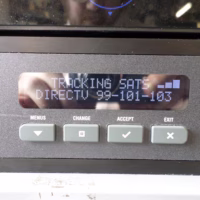 TRACKING SATS
DIRECTV 99-101-103
MENUS CHANGE ACCEPT EXIT